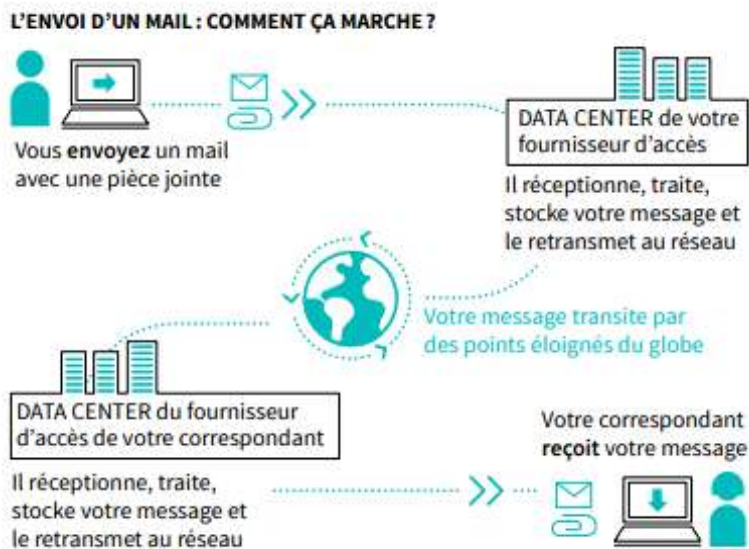 L'ENVOI D'UN MAIL : COMMENT ÇA MARCHE ?
Vous envoyez un mail
avec une pièce jointe
DATA CENTER de votre
fournisseur d'accès
Il réceptionne, traite,
stocke votre message et
le retransmet au réseau
Votre message transite par
des points éloignés du globe
DATA CENTER du fournisseur
d'accès de votre correspondant
Il réceptionne, traite,
stocke votre message et
le retransmet au réseau
Votre correspondant
reçoit votre message